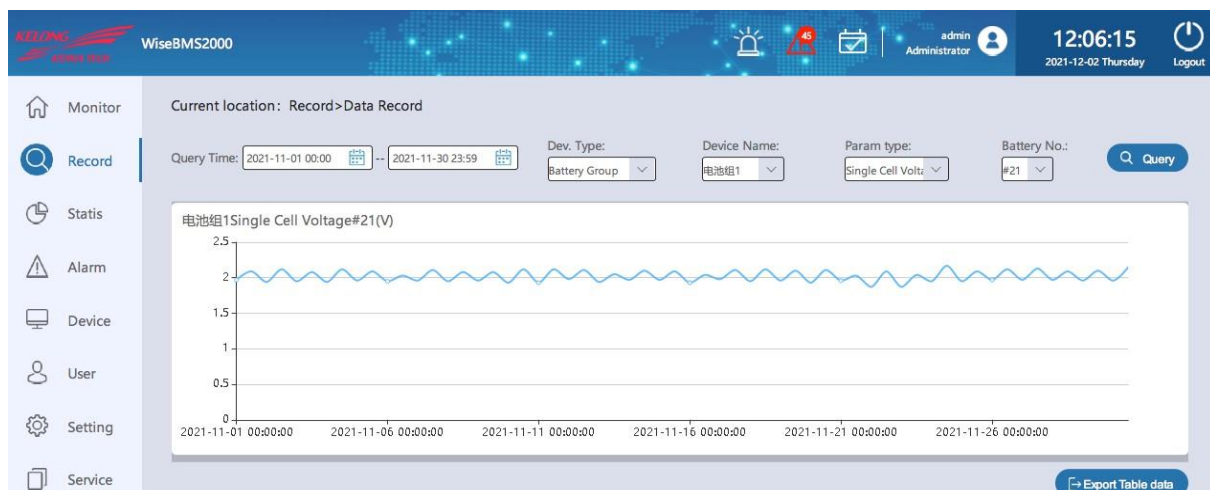 KELONG
WiseBMS2000
45
admin
Administrator
12:06:15
2021-12-02 Thursday
Logout
Monitor
Record
Statis
Alarm
Device
User
Setting
Service
Current location: Record>Data Record
Query Time: 2021-11-01 00:00 -- 2021-11-30 23:59
Dev. Type:
Battery Group
Device Name:
电池组1
Param type:
Single Cell Volta
Battery No.:
#21
Query
电池组1Single Cell Voltage#21(V)
2.5
2
1.5
1
0.5
0
2021-11-01 00:00:00 2021-11-06 00:00:00 2021-11-11 00:00:00 2021-11-16 00:00:00 2021-11-21 00:00:00 2021-11-26 00:00:00
Export Table data